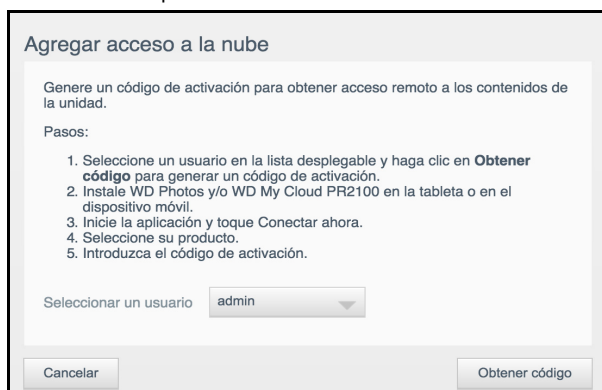 Agregar acceso a la nube
Genere un código de activación para obtener acceso remoto a los contenidos de
la unidad.
Pasos:
1. Seleccione un usuario en la lista desplegable y haga clic en Obtener
código para generar un código de activación.
2. Instale WD Photos y/o WD My Cloud PR2100 en la tableta o en el
dispositivo móvil.
3. Inicie la aplicación y toque Conectar ahora.
4. Seleccione su producto.
5. Introduzca el código de activación.
Seleccionar un usuario admin
Cancelar Obtener código